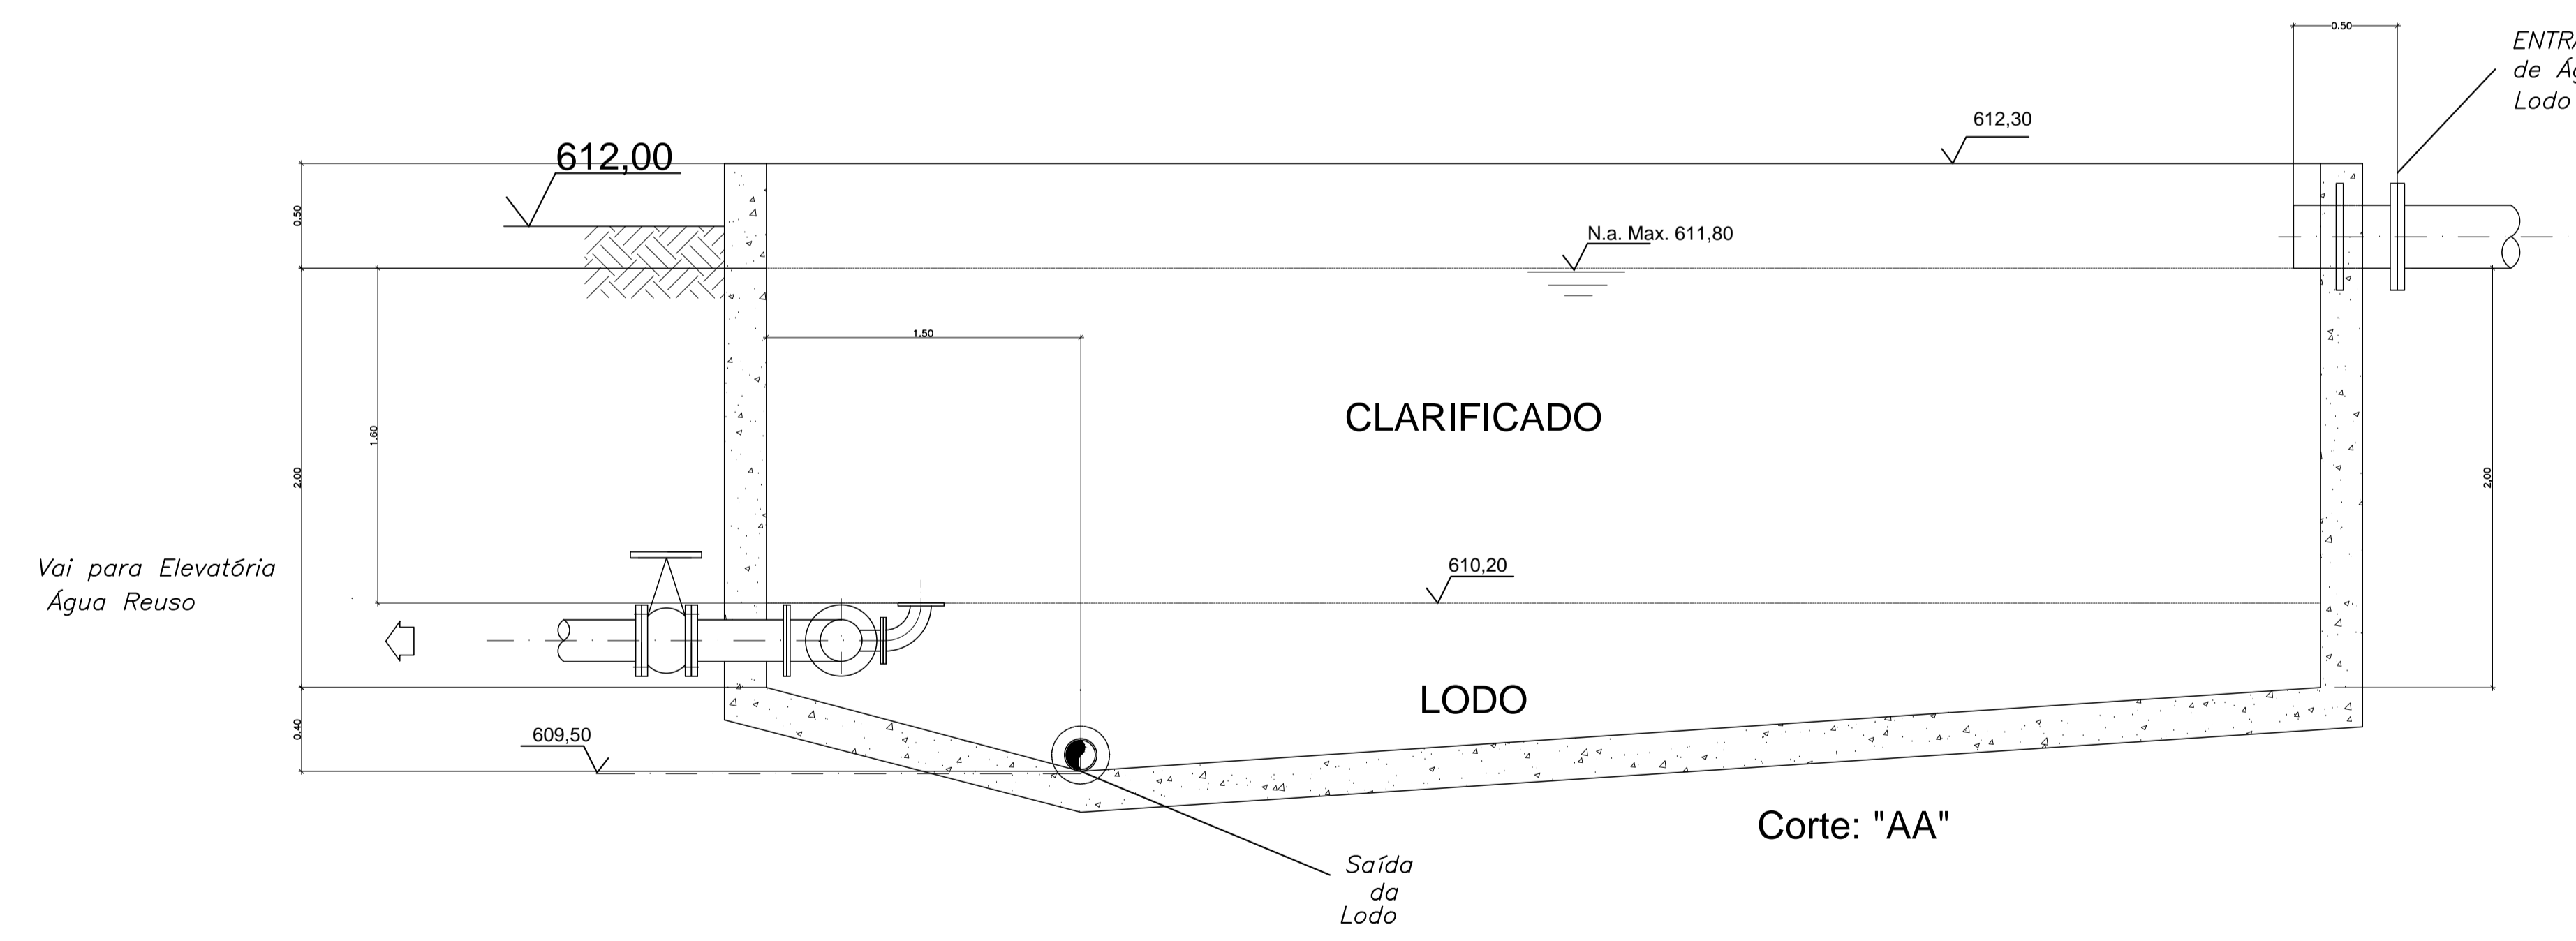 0.50
ENTRA
de Ág
Lodo
612,30
612,00
0.50
N.a. Max. 611,80
1.50
CLARIFICADO
1.60
2.00
2,00
Vai para Elevatória
Água Reuso
610,20
LODO
0.40
609,50
Corte: "AA"
Saída
da
Lodo